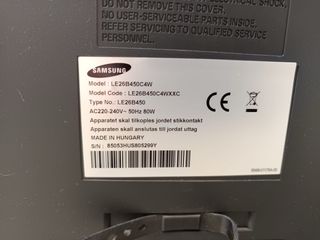 DO NOT REMOVE THIS COVER.
NO USER-SERVICEABLE PARTS INSIDE.
REFER SERVICING TO QUALIFIED SERVICE
PERSONNEL.
SAMSUNG
Model : LE26B450C4W
Model Code : LE26B450C4WXXC
Type No.: LE26B450
AC220-240V~ 50Hz 80W
CE
Apparatet skal tilkoples jordet stikkontakt
Apparaten skall anslutas till jordat uttag
MADE IN HUNGARY
S/N : 85053HUS805299Y